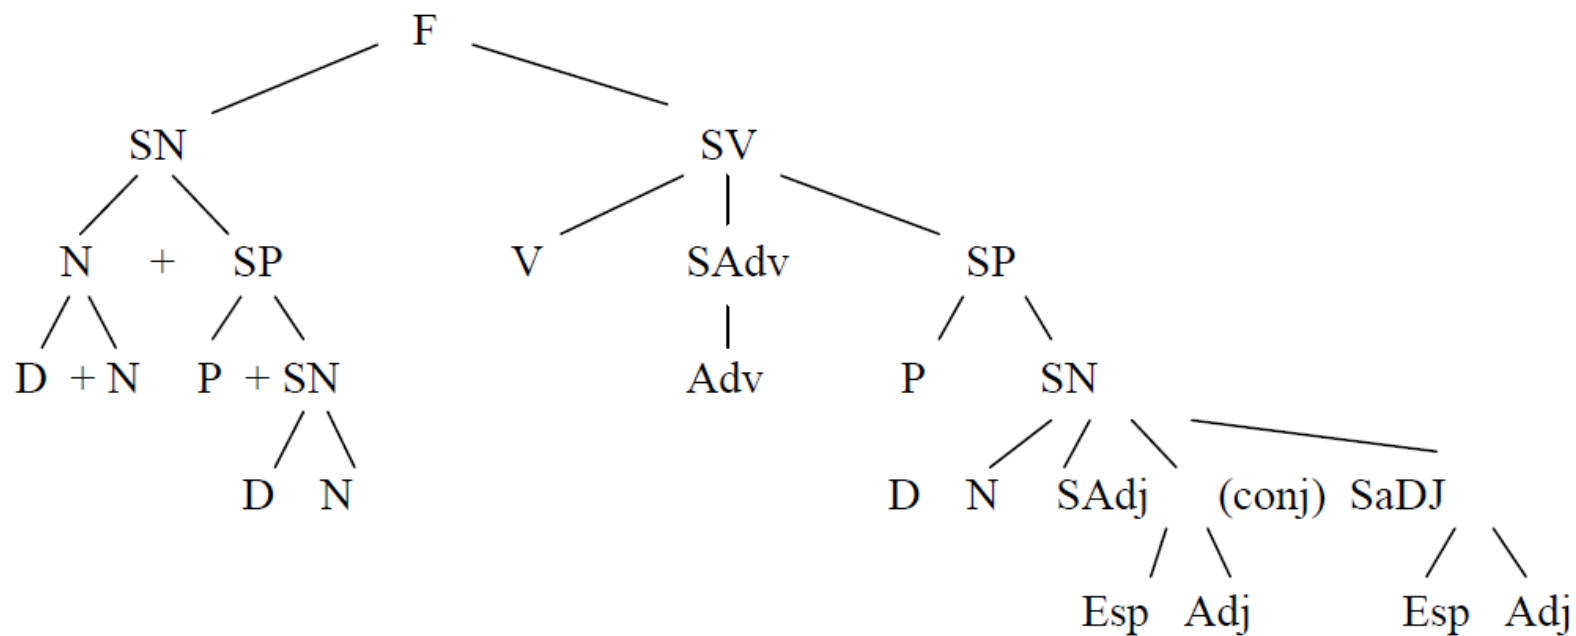 F
SN SV
N + SP V SAdv SP
D + N P + SN Adv P SN
D N D N SAdj (conj) SaDJ
Esp Adj Esp Adj